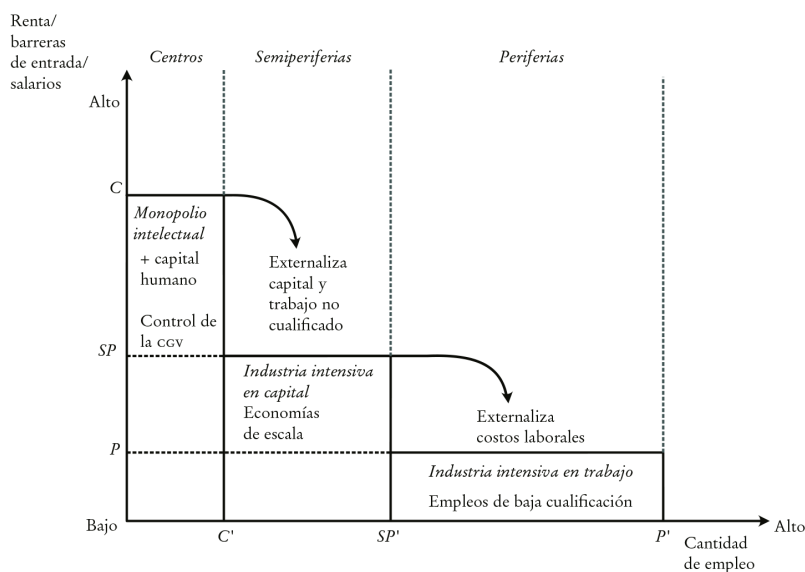 Renta/
barreras
de entrada/
salarios
Centros
Semiperiferias
Periferias
Alto
C
Monopolio
intelectual
+ capital
humano
Control de
la CGV
Externaliza
capital y
trabajo no
cualificado
SP
Industria intensiva
en capital
Economías
de escala
Externaliza
costos laborales
P
Industria intensiva en trabajo
Empleos de baja cualificación
Bajo
C'
SP'
P'
Alto
Cantidad
de empleo